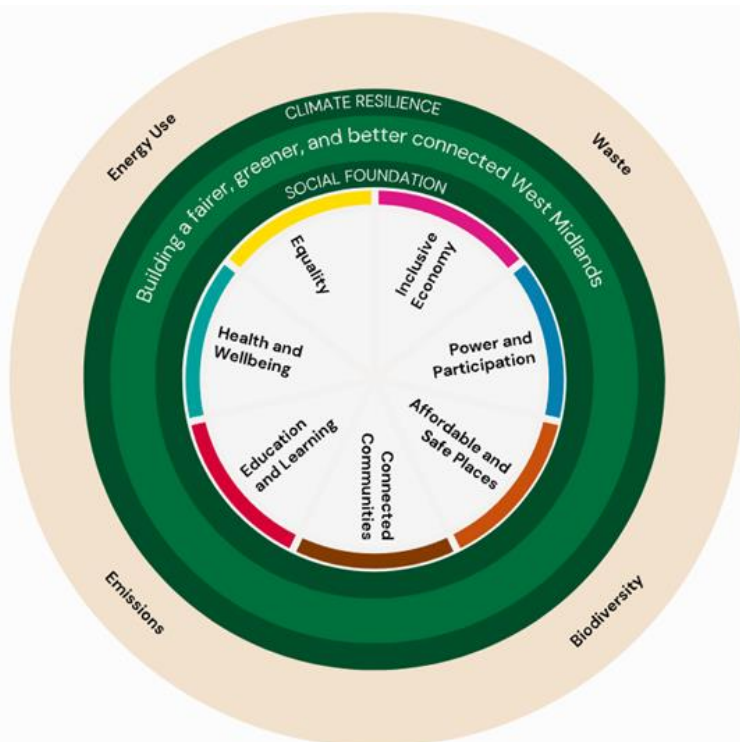 CLIMATE RESILIENCE
Building a fairer, greener, and better connected West Midlands
SOCIAL FOUNDATION
Energy Use
Waste
Biodiversity
Emissions
Equality
Inclusive
Economy
Power and
Participation
Affordable and
Safe Places
Connected
Communities
Education
and Learning
Health and
Wellbeing